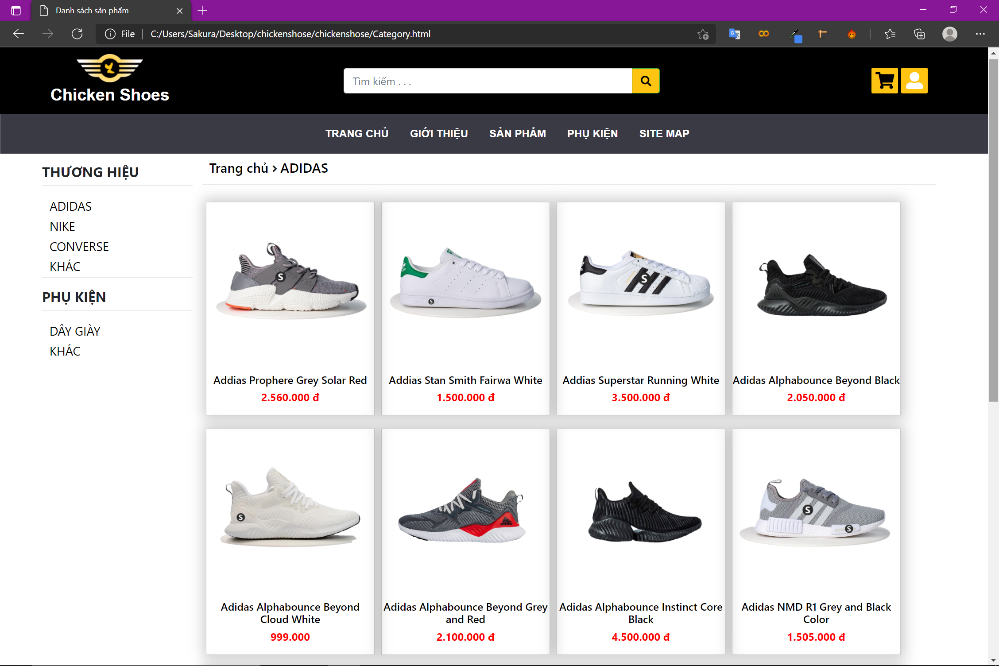 Danh sách sản phẩm
File
C:/Users/Sakura/Desktop/chickenshose/chickenshose/Category.html
Chicken Shoes
Tìm kiếm . . .
TRANG CHỦ GIỚI THIỆU SẢN PHẨM PHỤ KIỆN SITE MAP
THƯƠNG HIỆU
ADIDAS
NIKE
CONVERSE
KHÁC
PHỤ KIỆN
DÂY GIÀY
KHÁC
Trang chủ > ADIDAS
Addias Prophere Grey Solar Red
2.560.000 đ
Addias Stan Smith Fairwa White
1.500.000 đ
Addias Superstar Running White
3.500.000 đ
Adidas Alphabounce Beyond Black
2.050.000 đ
Adidas Alphabounce Beyond
Cloud White
999.000
Adidas Alphabounce Beyond Grey
and Red
2.100.000 đ
Adidas Alphabounce Instinct Core
Black
4.500.000 đ
Adidas NMD R1 Grey and Black
Color
1.505.000 đ